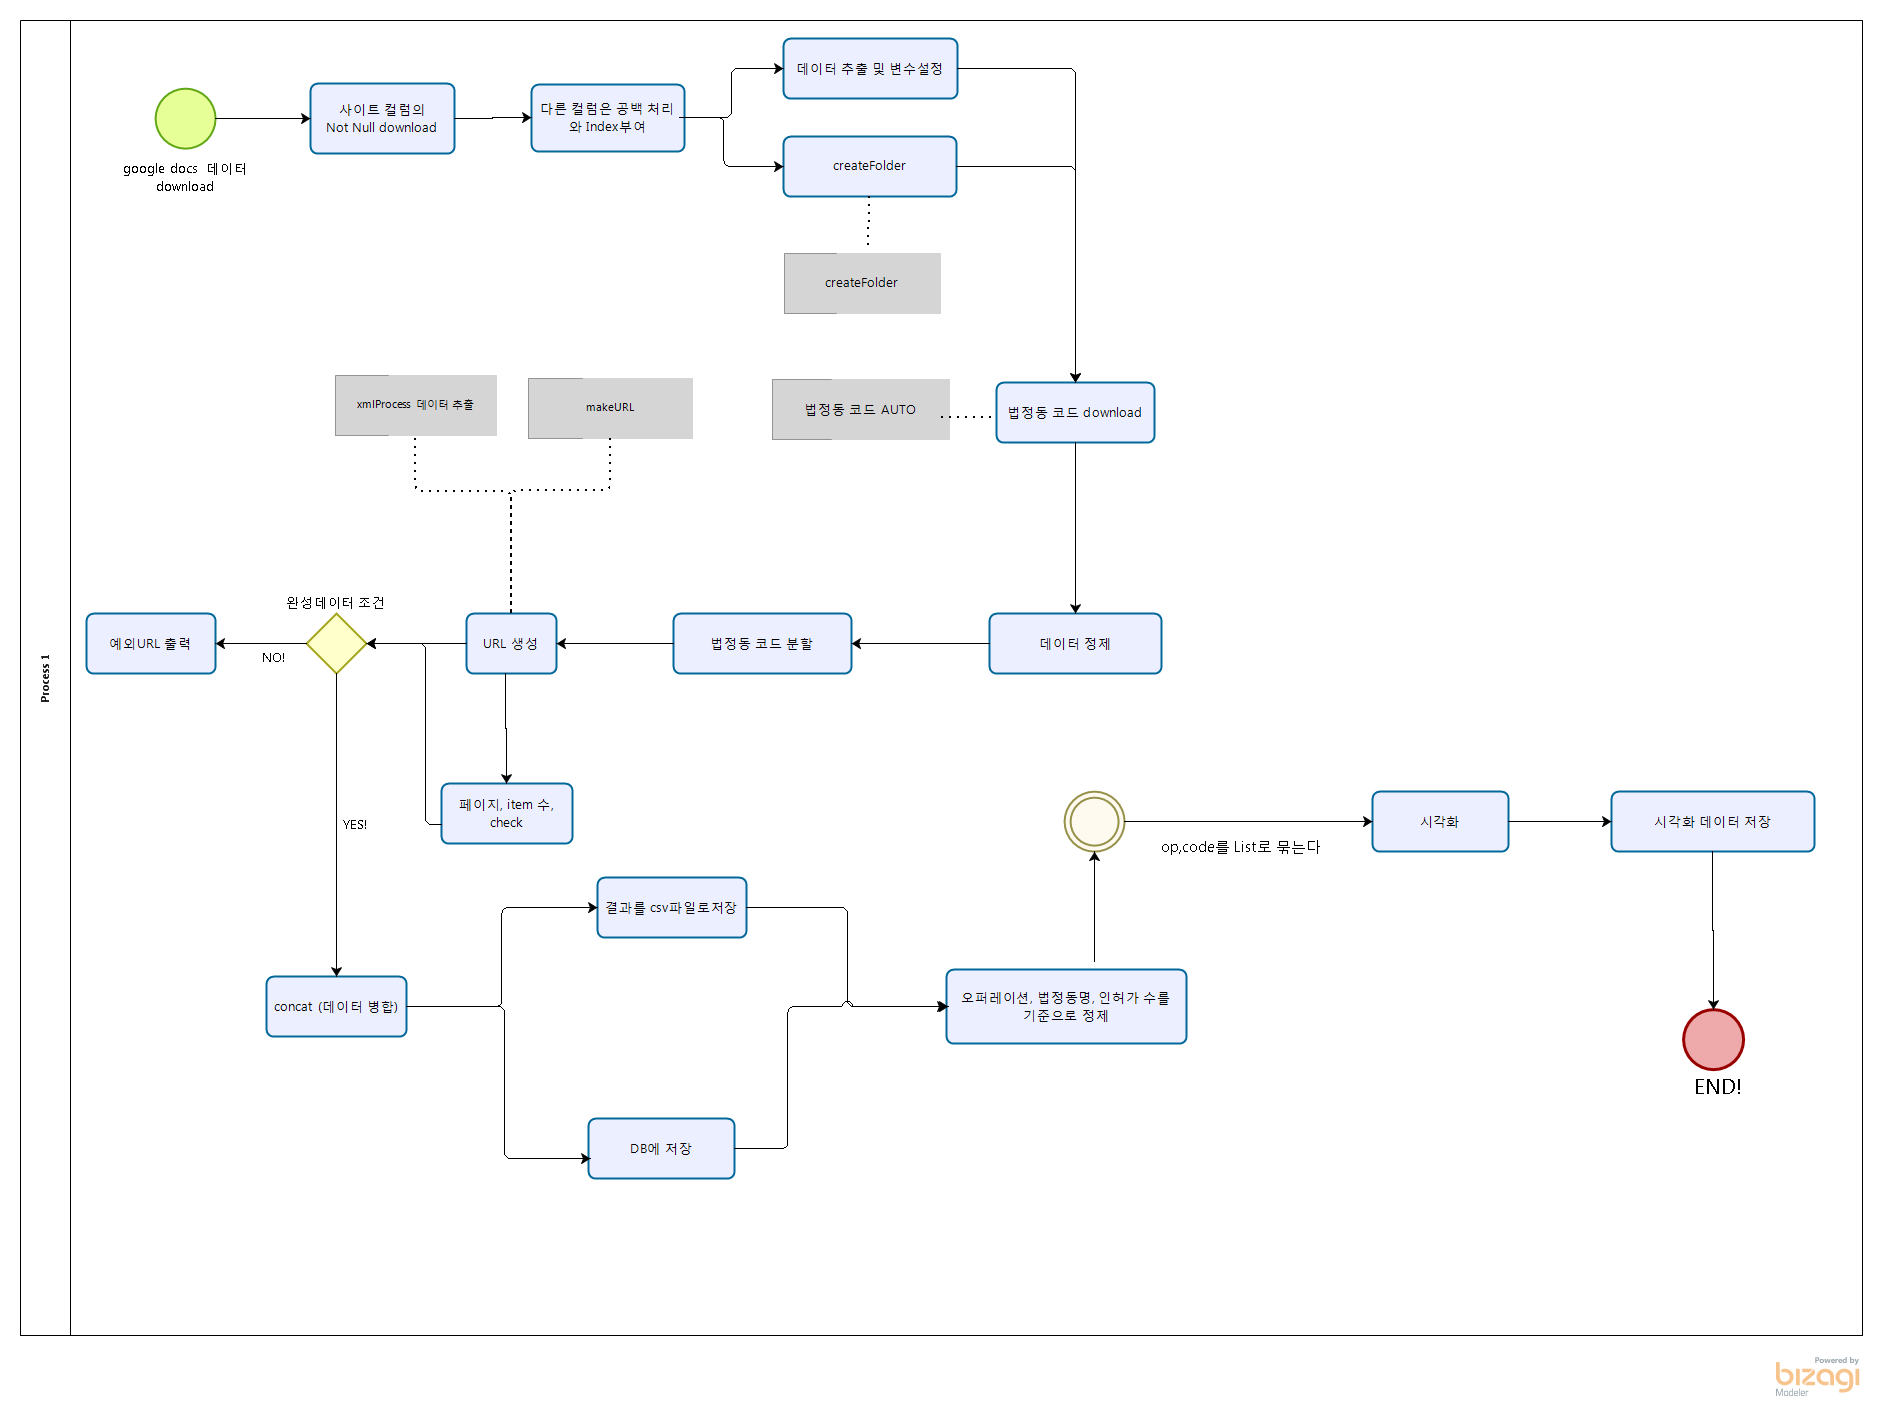 Process 1
google docs 데이터
download
사이트 컬럼의
Not Null download
다른 컬럼은 공백 처리
와 Index부여
데이터 추출 및 변수설정
createFolder
createFolder
xmlProcess 데이터 추출
makeURL
법정동 코드 AUTO
법정동 코드 download
완성데이터 조건
예외URL 출력
NO!
URL 생성
법정동 코드 분할
데이터 정제
페이지, item 수,
check
YES!
op,code를 List로 묶는다
시각화
시각화 데이터 저장
결과를 csv파일로저장
concat (데이터 병합)
오퍼레이션, 법정동명, 인허가 수를
기준으로 정제
DB에 저장
END!
Powered by
bizagi
Modeler